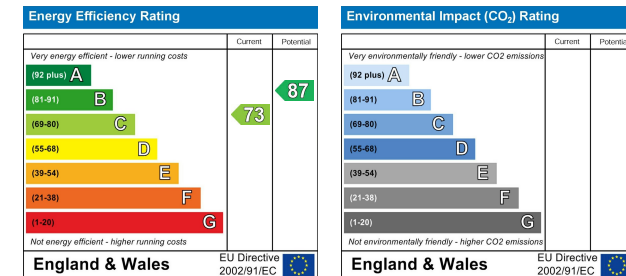 Energy Efficiency Rating
Current Potential
Very energy efficient - lower running costs
(92 plus) A
(81-91) B
(69-80) C
(55-68) D
(39-54) E
(21-38) F
(1-20) G
73
87
Not energy efficient - higher running costs
England & Wales
EU Directive
2002/91/EC
Environmental Impact (CO2) Rating
Current Potential
Very environmentally friendly - lower CO2 emissions
(92 plus) A
(81-91) B
(69-80) C
(55-68) D
(39-54) E
(21-38) F
(1-20) G
Not environmentally friendly - higher CO2 emissions
England & Wales
EU Directive
2002/91/EC